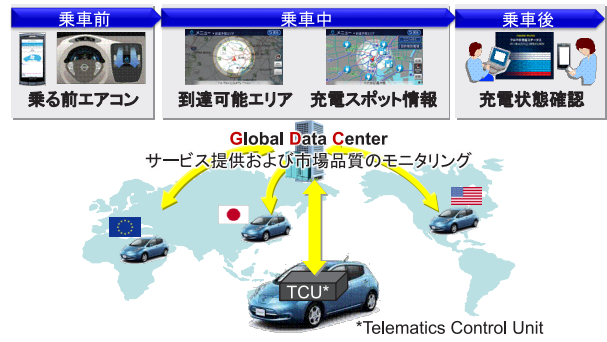 乗車前
乗車中
乗車後
乗る前エアコン
到達可能エリア
充電スポット情報
充電状態確認
Global Data Center
サービス提供および市場品質のモニタリング
TCU*
*Telematics Control Unit